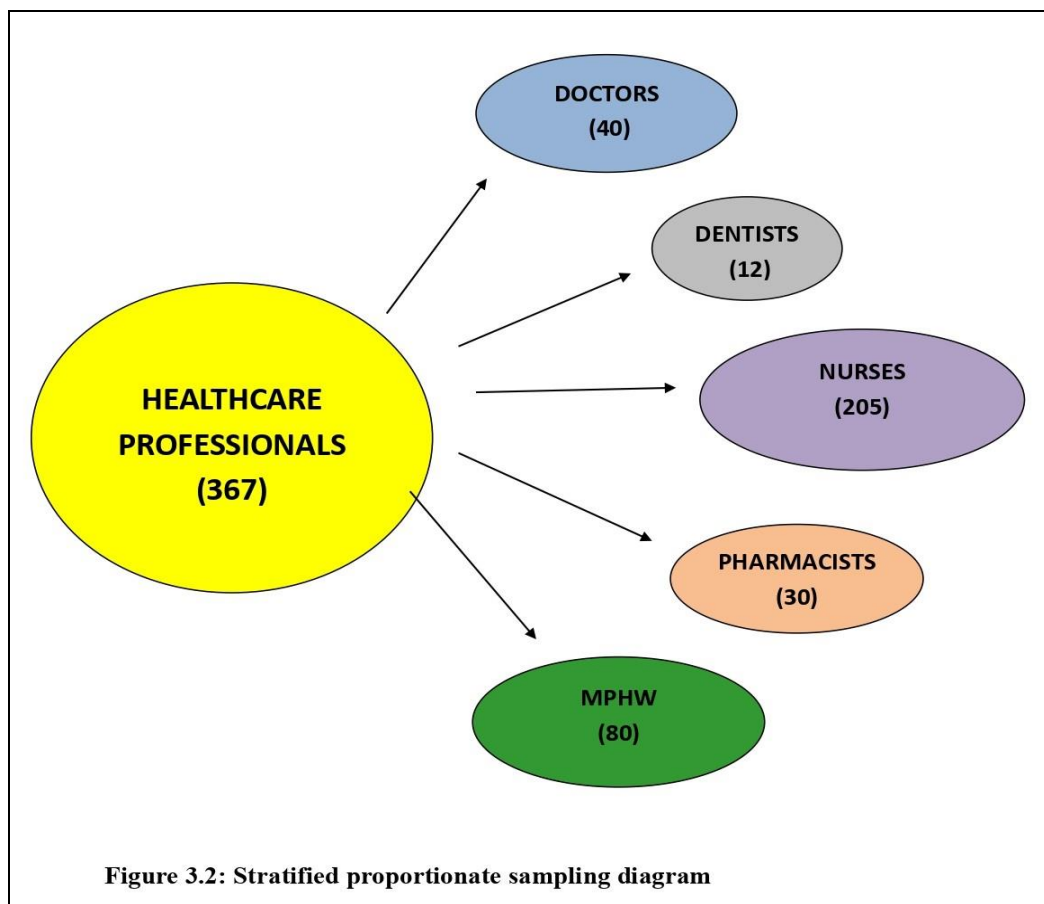 DOCTORS
(40)
DENTISTS
(12)
HEALTHCARE
PROFESSIONALS
(367)
NURSES
(205)
PHARMACISTS
(30)
MPHW
(80)
Figure 3.2: Stratified proportionate sampling diagram